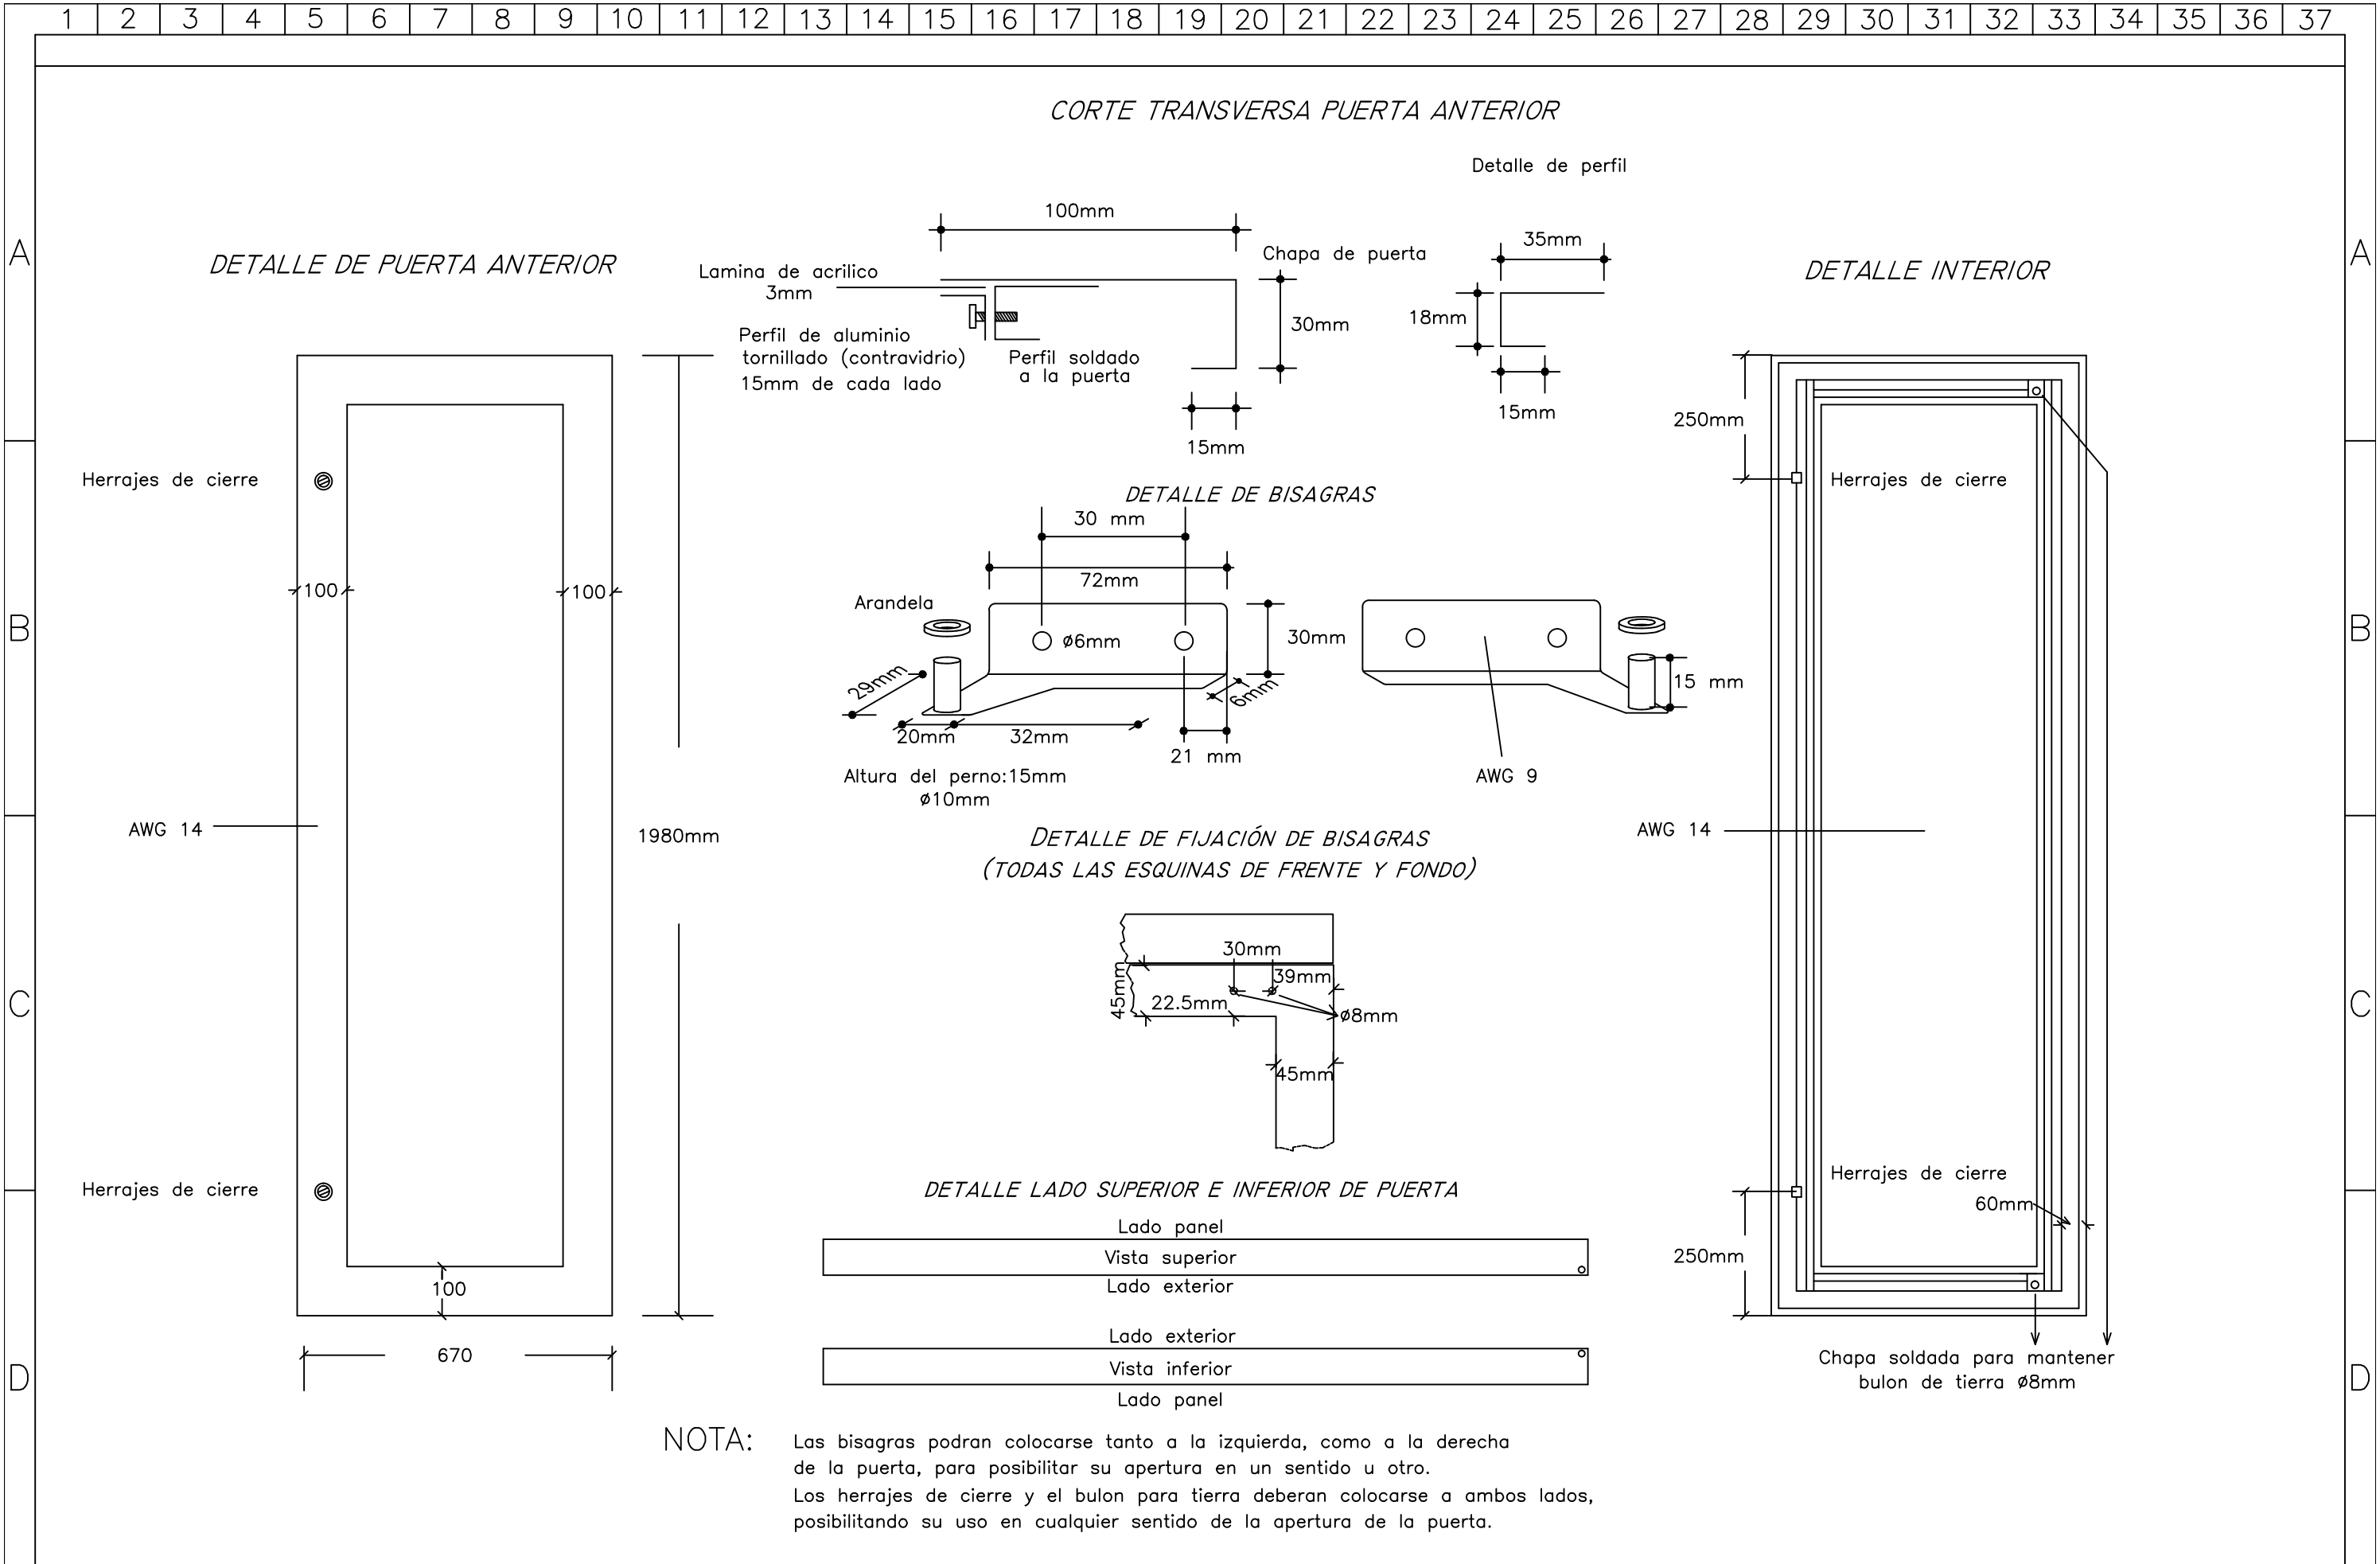 1 2 3 4 5 6 7 8 9 10 11 12 13 14 15 16 17 18 19 20 21 22 23 24 25 26 27 28 29 30 31 32 33 34 35 36 37
CORTE TRANSVERSA PUERTA ANTERIOR
Detalle de perfil
100mm
35mm
A
A
DETALLE DE PUERTA ANTERIOR
Lamina de acrilico
3mm
Chapa de puerta
DETALLE INTERIOR
30mm
18mm
Perfil de aluminio
tornillado (contravidrio)
15mm de cada lado
Perfil soldado
a la puerta
15mm
15mm
250mm
Herrajes de cierre
Herrajes de cierre
DETALLE DE BISAGRAS
30 mm
72mm
100
100
Arandela
B
B
ø6mm
30mm
29mm
6mm
15 mm
20mm
32mm
21 mm
Altura del perno:15mm
ø10mm
AWG 9
AWG 14
1980mm
AWG 14
DETALLE DE FIJACIÓN DE BISAGRAS
(TODAS LAS ESQUINAS DE FRENTE Y FONDO)
30mm
39mm
45mm
22.5mm
ø8mm
45mm
C
C
Herrajes de cierre
Herrajes de cierre
60mm
250mm
DETALLE LADO SUPERIOR E INFERIOR DE PUERTA
Lado panel
Vista superior
Lado exterior
100
670
Lado exterior
Vista inferior
Lado panel
Chapa soldada para mantener
bulon de tierra ø8mm
D
D
NOTA:
Las bisagras podran colocarse tanto a la izquierda, como a la derecha
de la puerta, para posibilitar su apertura en un sentido u otro.
Los herrajes de cierre y el bulon para tierra deberan colocarse a ambos lados,
posibilitando su uso en cualquier sentido de la apertura de la puerta.